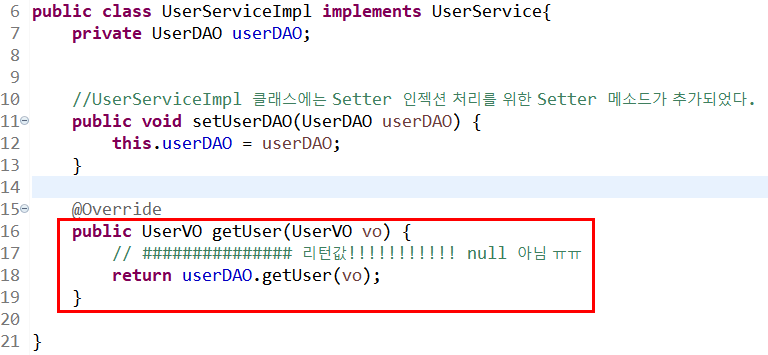 6 public class UserServiceImpl implements UserService{
7     private UserDAO userDAO;
8
9
10     //UserServiceImpl 클래스에는 Setter 인젝션 처리를 위한 Setter 메소드가 추가되었다.
11     public void setUserDAO(UserDAO userDAO) {
12         this.userDAO = userDAO;
13     }
14
15     @Override
16     public UserVO getUser(UserVO vo) {
17         // ############### 리턴값!!!!!!!!!!! null 아님 ㅠㅠ
18         return userDAO.getUser(vo);
19     }
20
21 }